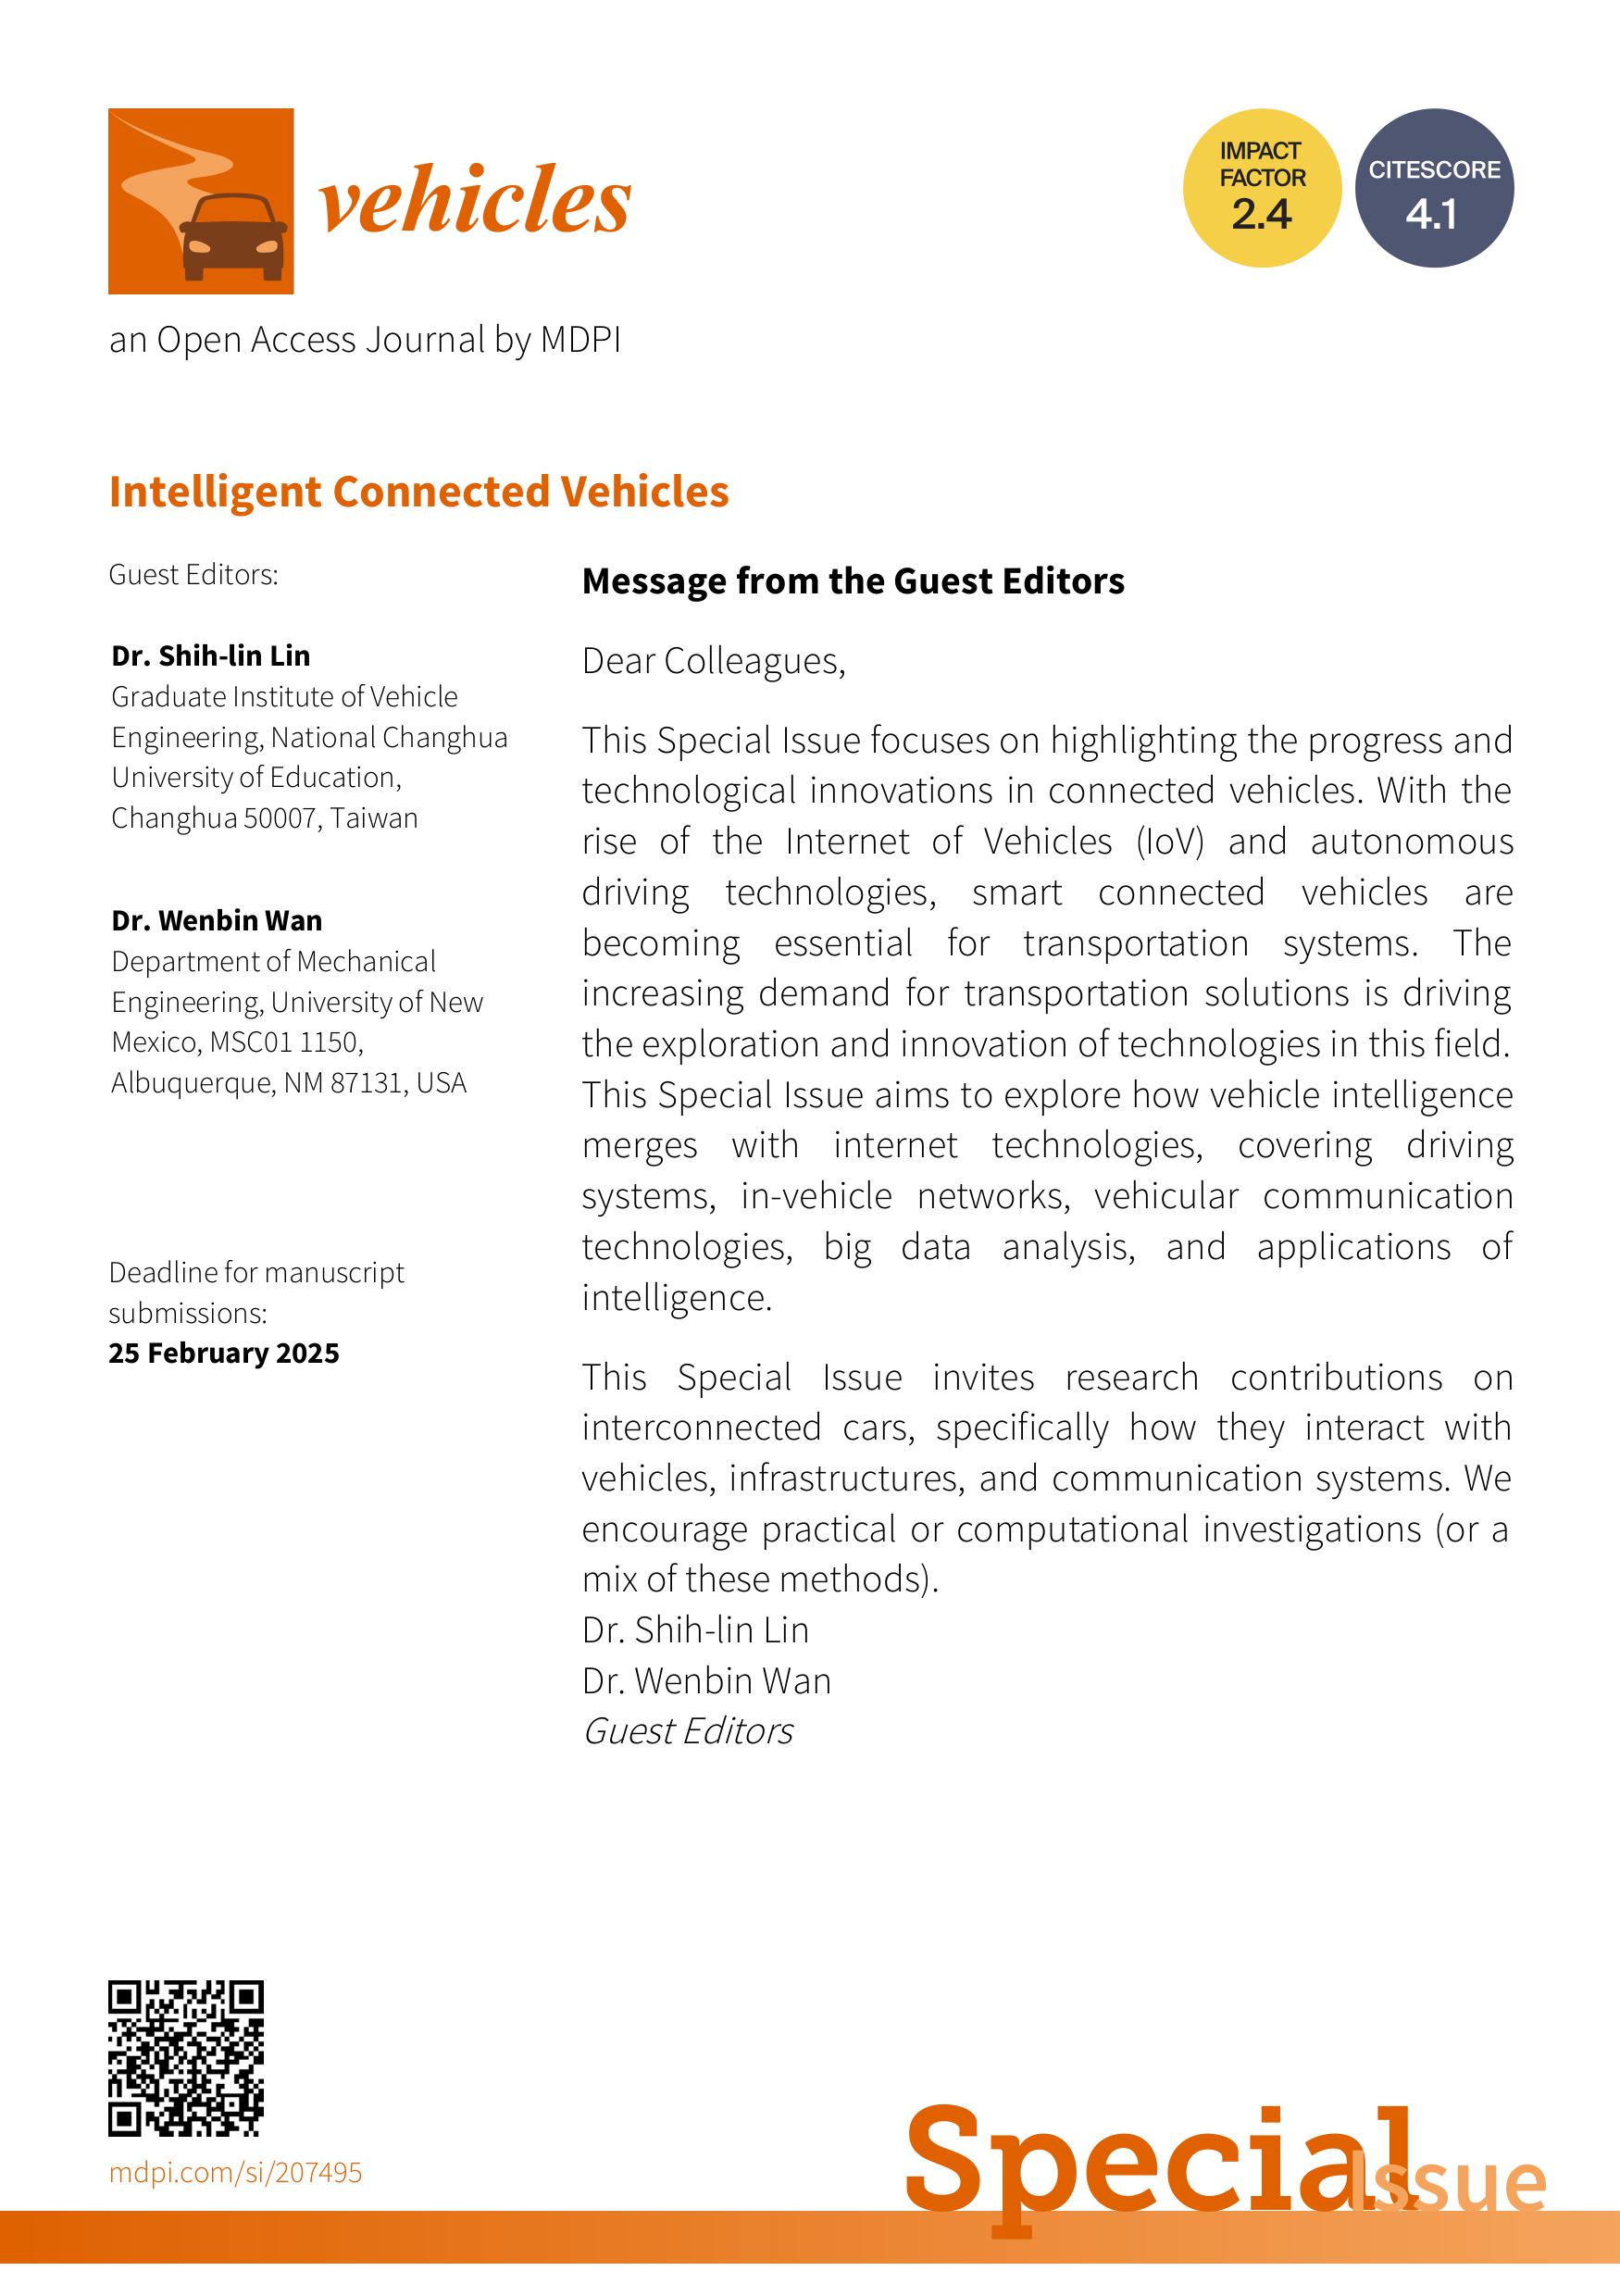 vehicles
IMPACT
FACTOR
2.4
CITESCORE
4.1
an Open Access Journal by MDPI
Intelligent Connected Vehicles
Guest Editors:
Dr. Shih-lin Lin
Graduate Institute of Vehicle
Engineering, National Changhua
University of Education,
Changhua 50007, Taiwan
Dr. Wenbin Wan
Department of Mechanical
Engineering, University of New
Mexico, MSC01 1150,
Albuquerque, NM 87131, USA
Deadline for manuscript
submissions:
25 February 2025
Message from the Guest Editors
Dear Colleagues,
This Special Issue focuses on highlighting the progress and
technological innovations in connected vehicles. With the
rise of the Internet of Vehicles (IoV) and autonomous
driving technologies, smart connected vehicles are
becoming essential for transportation systems. The
increasing demand for transportation solutions is driving
the exploration and innovation of technologies in this field.
This Special Issue aims to explore how vehicle intelligence
merges with internet technologies, covering driving
systems, in-vehicle networks, vehicular communication
technologies, big data analysis, and applications of
intelligence.
This Special Issue invites research contributions on
interconnected cars, specifically how they interact with
vehicles, infrastructures, and communication systems. We
encourage practical or computational investigations (or a
mix of these methods).
Dr. Shih-lin Lin
Dr. Wenbin Wan
Guest Editors
mdpi.com/si/207495
Special
Issue